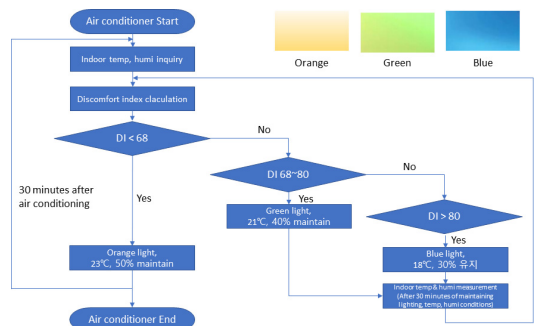 Air conditioner Start
Indoor temp, humi inquiry
Orange
Green
Blue
Discomfort index claculation
DI < 68
No
DI 68~80
No
30 minutes after
air conditioning
Yes
Yes
DI > 80
Green light,
21℃, 40% maintain
Yes
Orange light,
23℃, 50% maintain
Blue light,
18℃, 30% 유지
Indoor temp & humi measurement
(After 30 minutes of maintaining
lighting, temp, humi conditions)
Air conditioner End